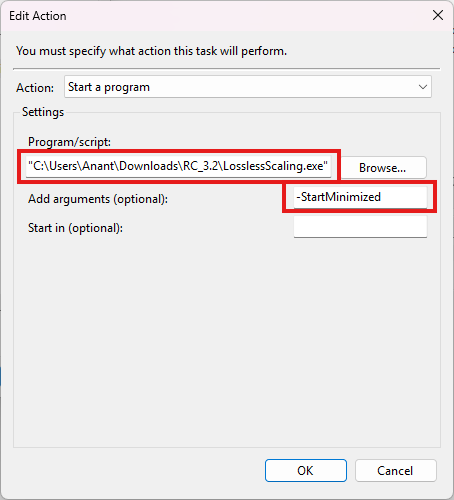 Edit Action
You must specify what action this task will perform.
Action: Start a program
Settings
Program/script:
"C:\Users\Anant\Downloads\RC_3.2\LosslessScaling.exe" Browse...
Add arguments (optional): -StartMinimized
Start in (optional):
OK Cancel